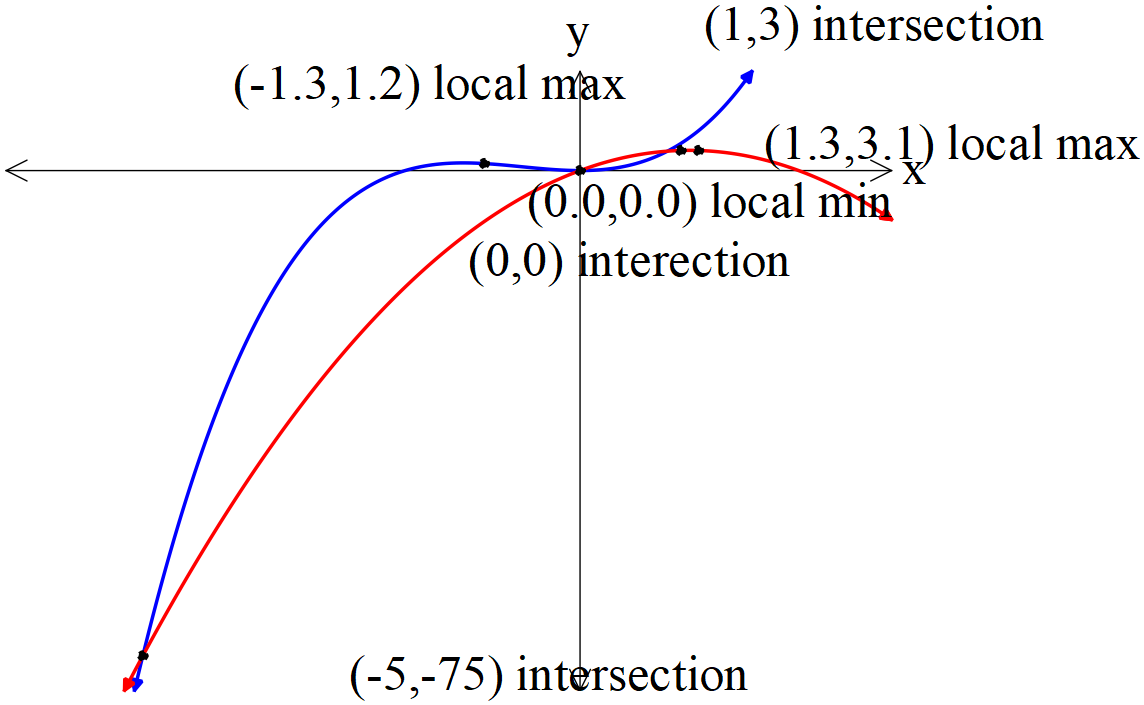 (1,3) intersection
y
(-1.3,1.2) local max
(1.3,3.1) local max
x
(0.0,0.0) local min
(0,0) interection
(-5,-75) intersection